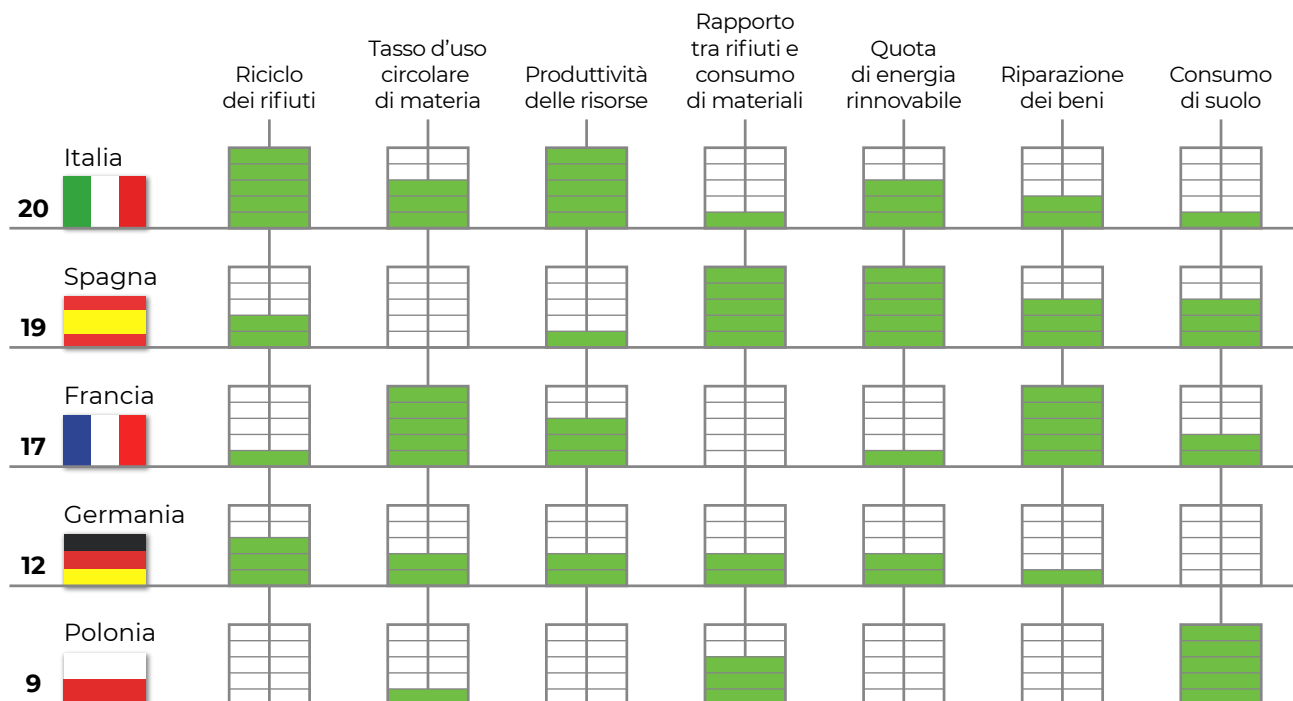 Riciclo
dei rifiuti
Tasso d’uso
circolare
di materia
Produttività
delle risorse
Rapporto
tra rifiuti e
consumo
di materiali
Quota
di energia
rinnovabile
Riparazione
dei beni
Consumo
di suolo
Italia
20
Spagna
19
Francia
17
Germania
12
Polonia
9